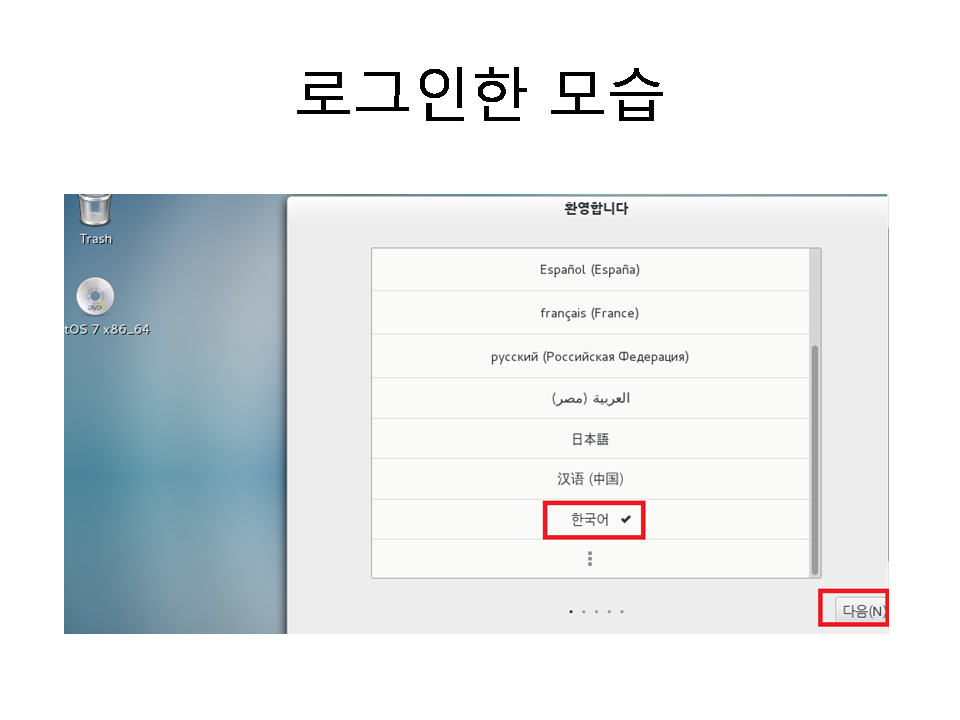 로그인한 모습
환영합니다
Trash
tOS 7 x86_64
Español (España)
français (France)
русский (Российская Федерация)
العربية (مصر)
日本語
汉语 (中国)
한국어 ✔
⋮
다음(N)